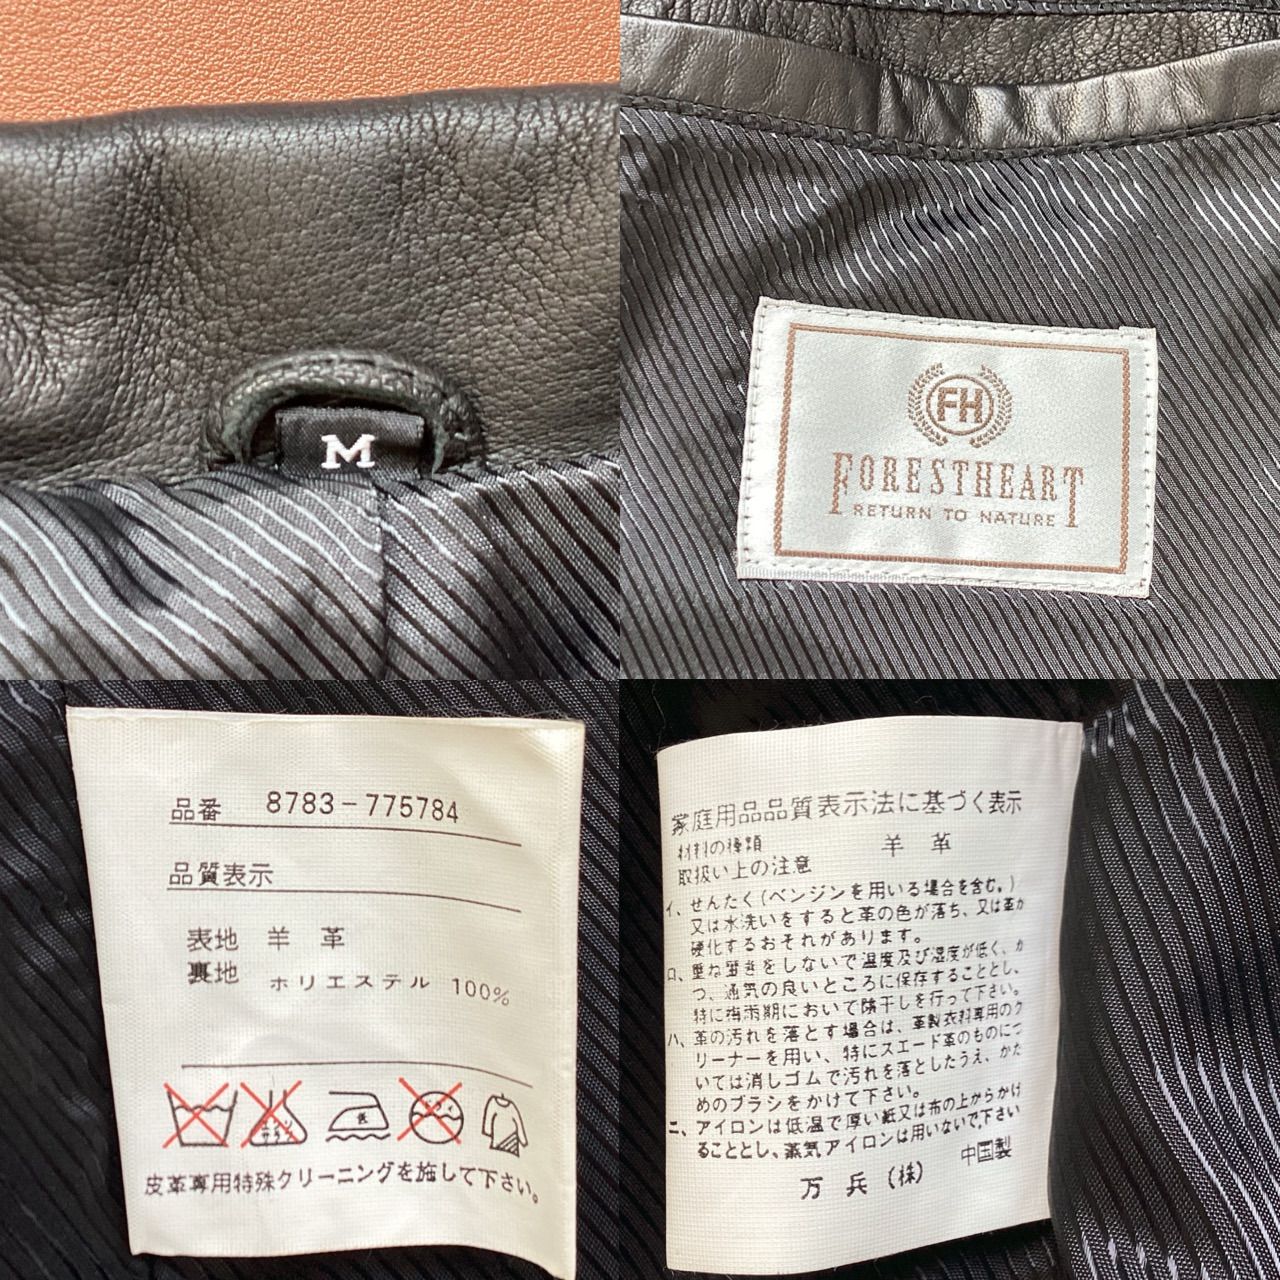 M
FH
FORESTHEART
RETURN TO NATURE
品番 8783-775784
品質表示
表地 羊革
裏地 ポリエステル 100%
皮革専用特殊クリーニングを施して下さい。
家庭用品品質表示法に基づく表示
材料の種類 羊革
取扱い上の注意
イ、せんたく(ベンジンを用いる場合を含む。)
又は水洗いをすると革の色が落ち、又は革が
硬化するおそれがあります。
ロ、重ね置きをしないで温度及び湿度が低く、か
つ、通気の良いところに保存することとし、
特に梅雨期において陰干しを行って下さい。
ハ、革の汚れを落とす場合は、革製衣料専用のク
リーナーを用い、特にスエード革のものにつ
いては消しゴムで汚れを落としたうえ、かた
めのブラシをかけて下さい。
ニ、アイロンは低温で厚い紙又は布の上からかけ
ることとし、蒸気アイロンは用いないで下さい
中国製
万兵(株)